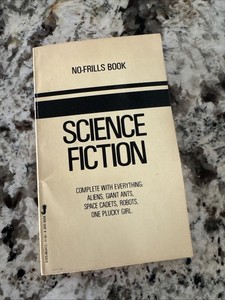 NO-FRILLS BOOK
SCIENCE
FICTION
COMPLETE WITH EVERYTHING:
ALIENS, GIANT ANTS,
SPACE CADETS, ROBOTS,
ONE PLUCKY GIRL.